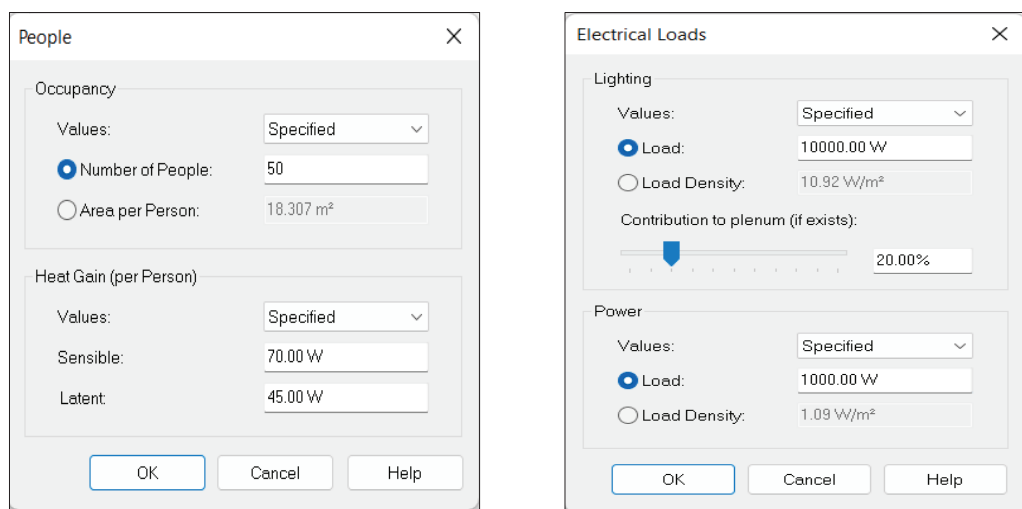 People
Occupancy
Values: Specified
Number of People: 50
Area per Person: 18.307 m²
Heat Gain (per Person)
Values: Specified
Sensible: 70.00 W
Latent: 45.00 W
OK Cancel Help
Electrical Loads
Lighting
Values: Specified
Load: 10000.00 W
Load Density: 10.92 W/m²
Contribution to plenum (if exists):
20.00%
Power
Values: Specified
Load: 1000.00 W
Load Density: 1.09 W/m²
OK Cancel Help